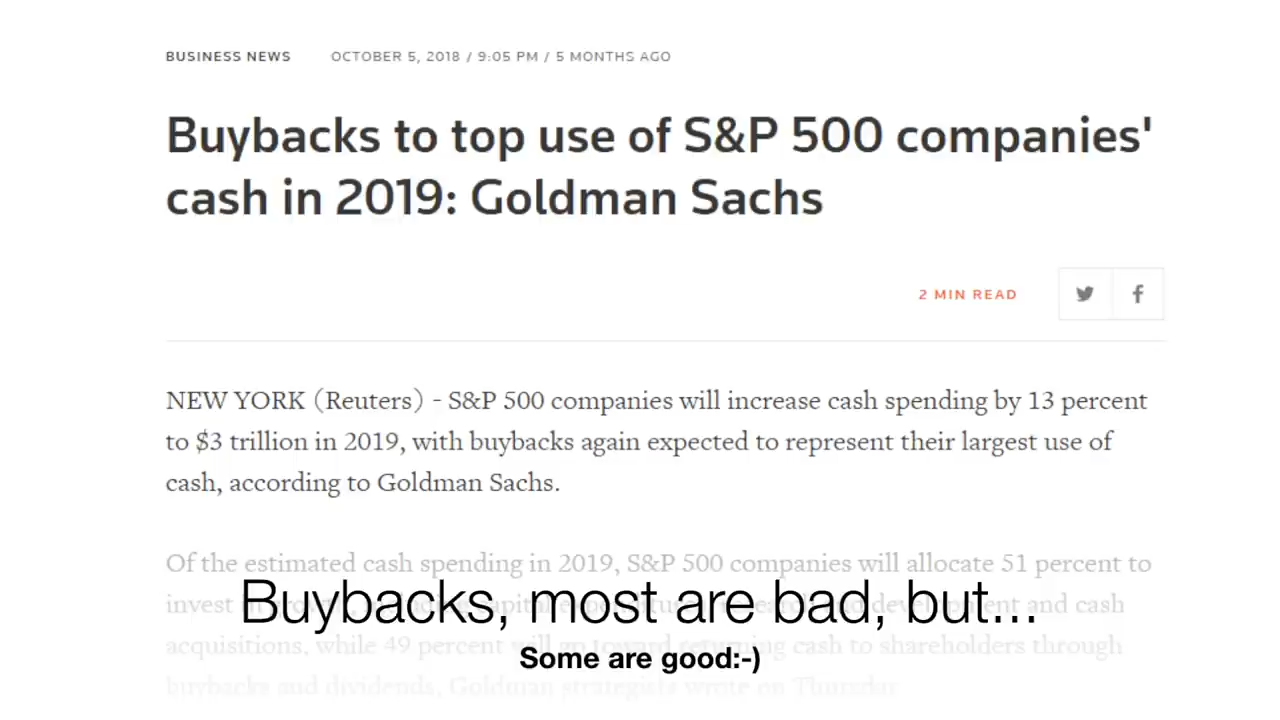 BUSINESS NEWS OCTOBER 5, 2018 / 9:05 PM / 5 MONTHS AGO
Buybacks to top use of S&P 500 companies'
cash in 2019: Goldman Sachs
2 MIN READ
NEW YORK (Reuters) - S&P 500 companies will increase cash spending by 13 percent
to $3 trillion in 2019, with buybacks again expected to represent their largest use of
cash, according to Goldman Sachs.
Of the estimated cash spending in 2019, S&P 500 companies will allocate 51 percent to
invest and cash
acquisitions, while 49 percent will go toward returning cash to shareholders through
buybacks and dividends, Goldman strategists wrote on Thursday.
Buybacks, most are bad, but...
Some are good:-)